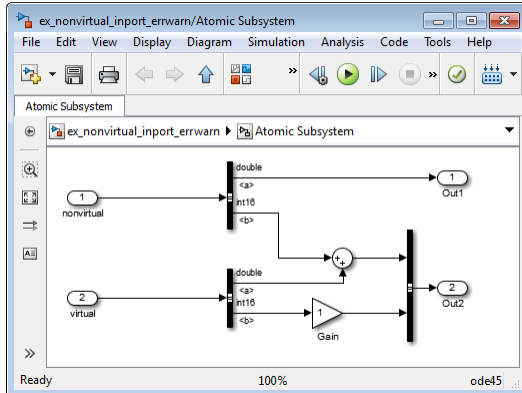 ex_nonvirtual_inport_errwarn/Atomic Subsystem
File Edit View Display Diagram Simulation Analysis Code Tools Help
» »
Atomic Subsystem
ex_nonvirtual_inport_errwarn Atomic Subsystem
double
1
1
<a>
Out1
nonvirtual
int16
<b>
+
+
double
2
2
<a>
virtual
int16
Out2
<b>
1
Gain
A
»
Ready 100% ode45